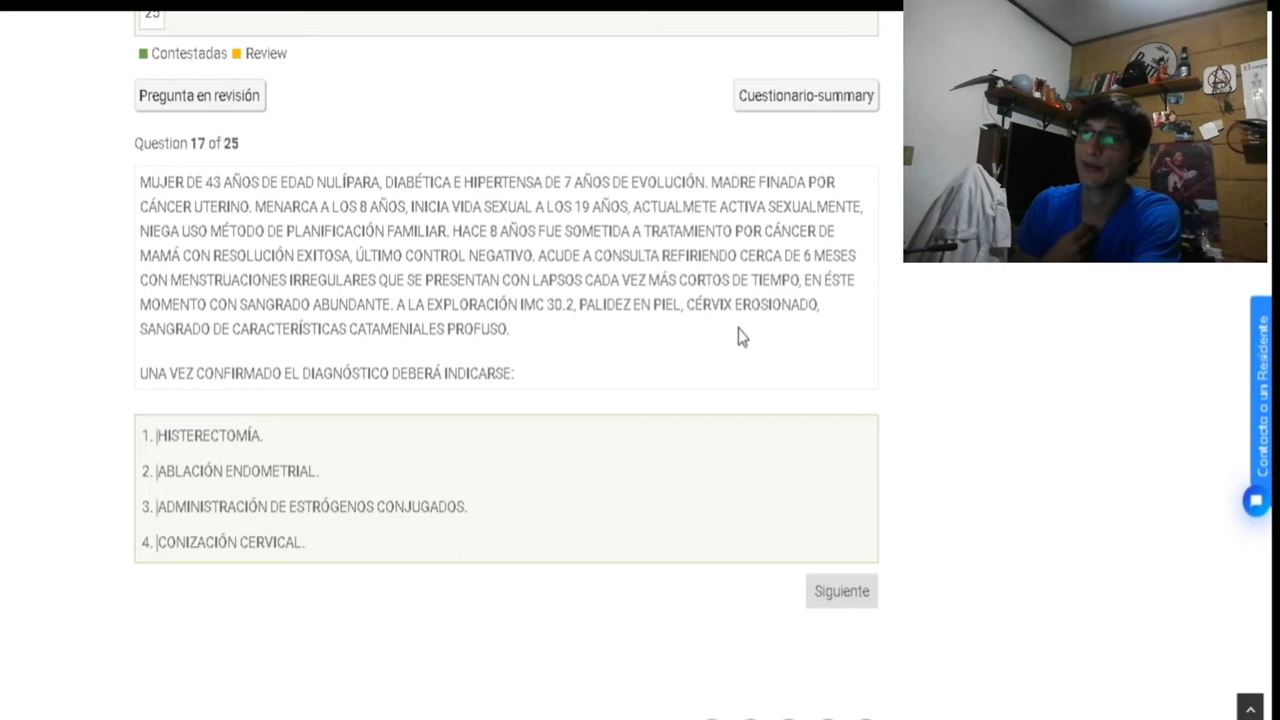 25
Contestadas Review
Pregunta en revisión
Cuestionario-summary
Question 17 of 25
MUJER DE 43 AÑOS DE EDAD NULÍPARA, DIABÉTICA E HIPERTENSA DE 7 AÑOS DE EVOLUCIÓN. MADRE FINADA POR
CÁNCER UTERINO. MENARCA A LOS 8 AÑOS, INICIA VIDA SEXUAL A LOS 19 AÑOS, ACTUALMETE ACTIVA SEXUALMENTE,
NIEGA USO MÉTODO DE PLANIFICACIÓN FAMILIAR. HACE 8 AÑOS FUE SOMETIDA A TRATAMIENTO POR CÁNCER DE
MAMÁ CON RESOLUCIÓN EXITOSA, ÚLTIMO CONTROL NEGATIVO. ACUDE A CONSULTA REFIRIENDO CERCA DE 6 MESES
CON MENSTRUACIONES IRREGULARES QUE SE PRESENTAN CON LAPSOS CADA VEZ MÁS CORTOS DE TIEMPO, EN ÉSTE
MOMENTO CON SANGRADO ABUNDANTE. A LA EXPLORACIÓN IMC 30.2, PALIDEZ EN PIEL, CÉRVIX EROSIONADO,
SANGRADO DE CARACTERÍSTICAS CATAMENIALES PROFUSO.
UNA VEZ CONFIRMADO EL DIAGNÓSTICO DEBERÁ INDICARSE:
1. HISTERECTOMÍA.
2. ABLACIÓN ENDOMETRIAL.
3. ADMINISTRACIÓN DE ESTRÓGENOS CONJUGADOS.
4. CONIZACIÓN CERVICAL.
Siguiente
Contacta a un Residente